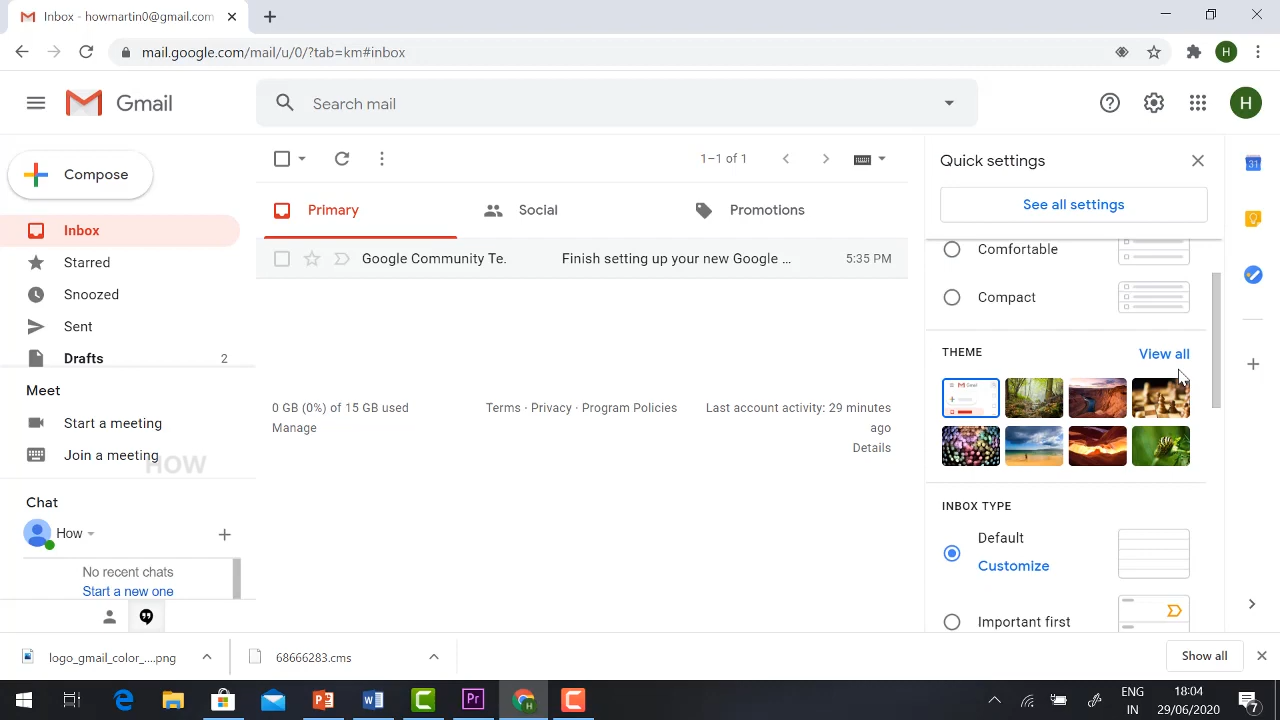 Inbox - howmartin0@gmail.com
mail.google.com/mail/u/0/?tab=km#inbox
H
Gmail
Search mail
H
Compose
1–1 of 1
Quick settings
31
See all settings
Inbox
Primary
Social
Promotions
Comfortable
Starred
Google Community Te.
Finish setting up your new Google ...
5:35 PM
Snoozed
Compact
Sent
Drafts
2
THEME
View all
Gmail
Meet
0 GB (0%) of 15 GB used
Manage
Terms · Privacy · Program Policies
Last account activity: 29 minutes
ago
Details
Start a meeting
Join a meeting
HOW
Chat
INBOX TYPE
How
Default
Customize
No recent chats
Start a new one
Important first
logo_gmail_color_....png
68666283.cms
Show all
ENG
IN
18:04
29/06/2020
7